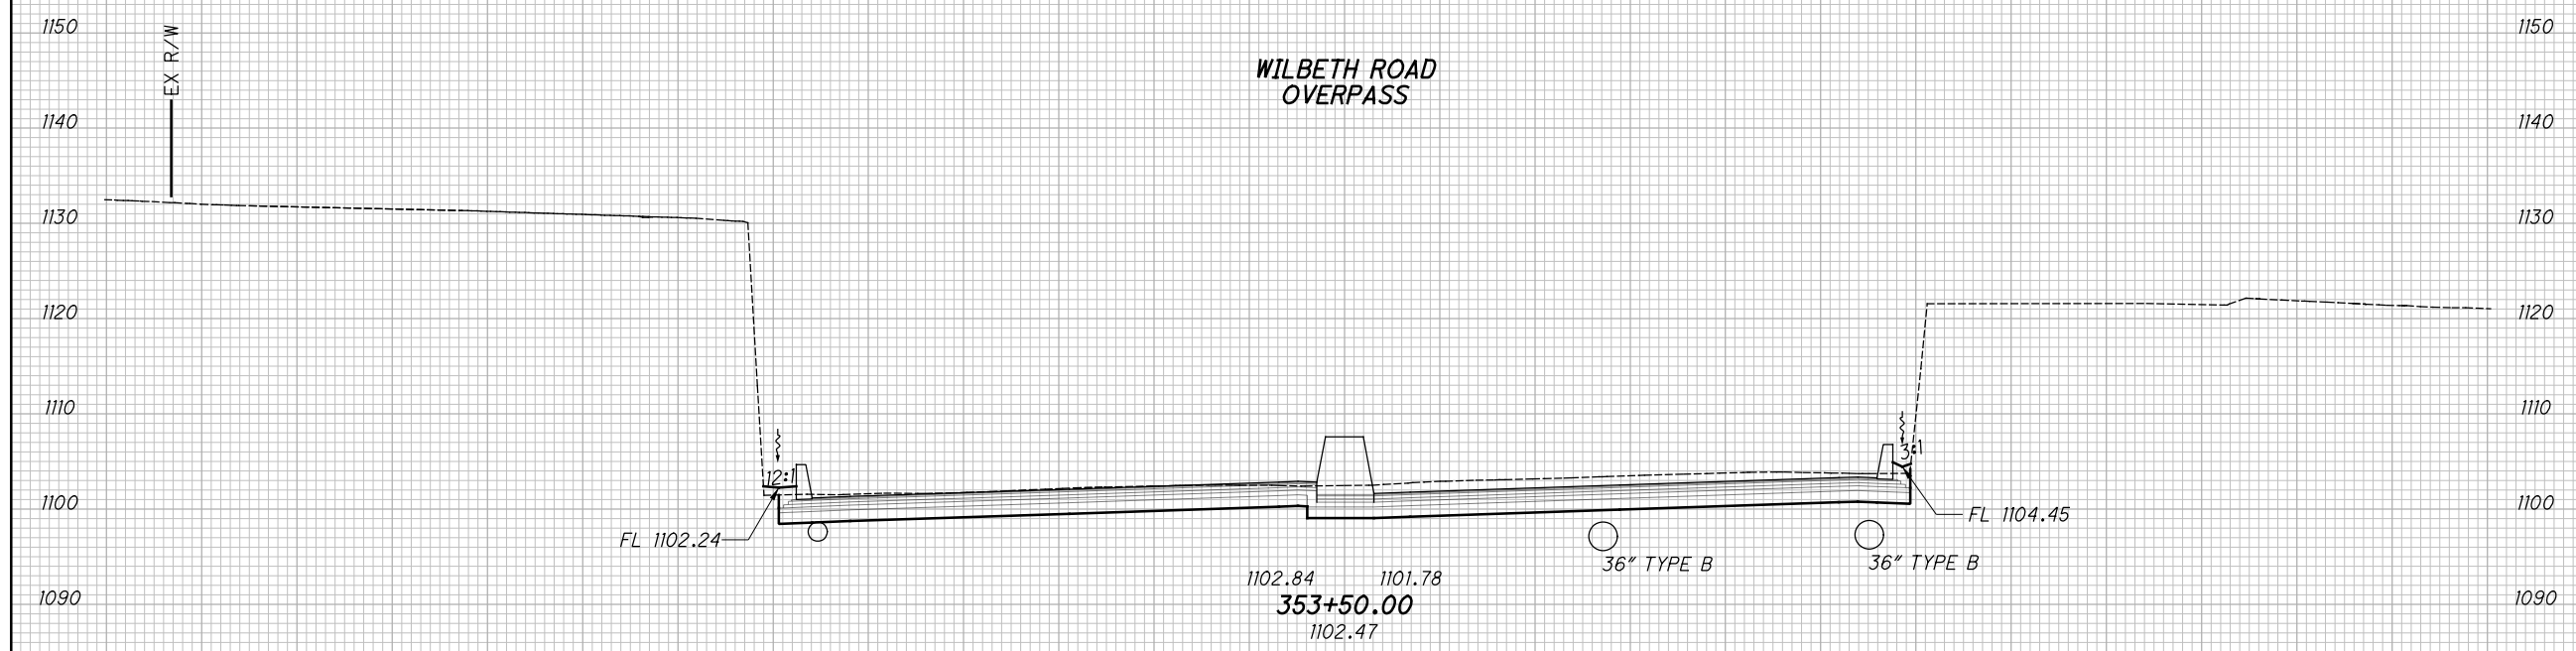 1150
1150
EX R/W
WILBETH ROAD
OVERPASS
1140
1140
1130
1130
1120
1120
1110
1110
12:1
3:1
1100
1100
FL 1102.24
FL 1104.45
36" TYPE B
36" TYPE B
1102.84
1101.78
1090
353+50.00
1090
1102.47